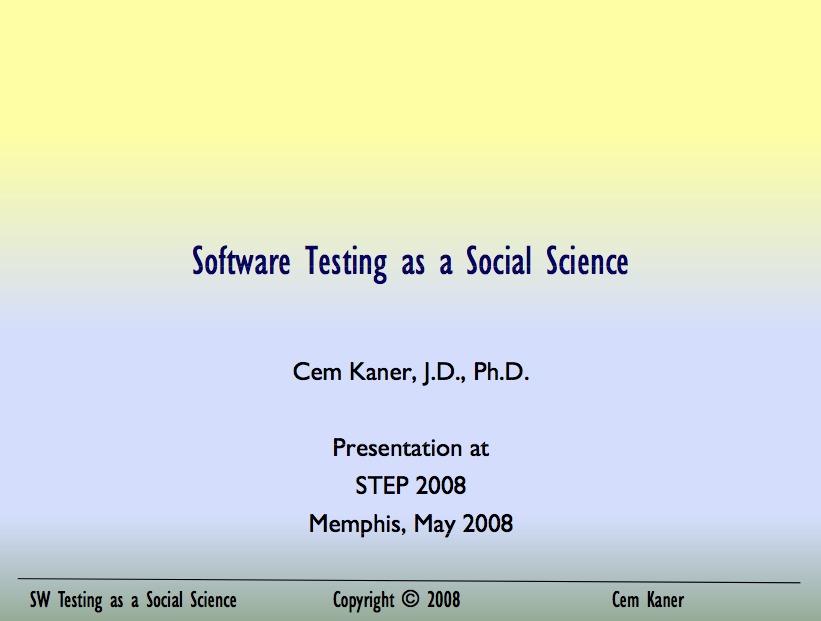 Software Testing as a Social Science
Cem Kaner, J.D., Ph.D.
Presentation at
STEP 2008
Memphis, May 2008
SW Testing as a Social Science Copyright © 2008 Cem Kaner